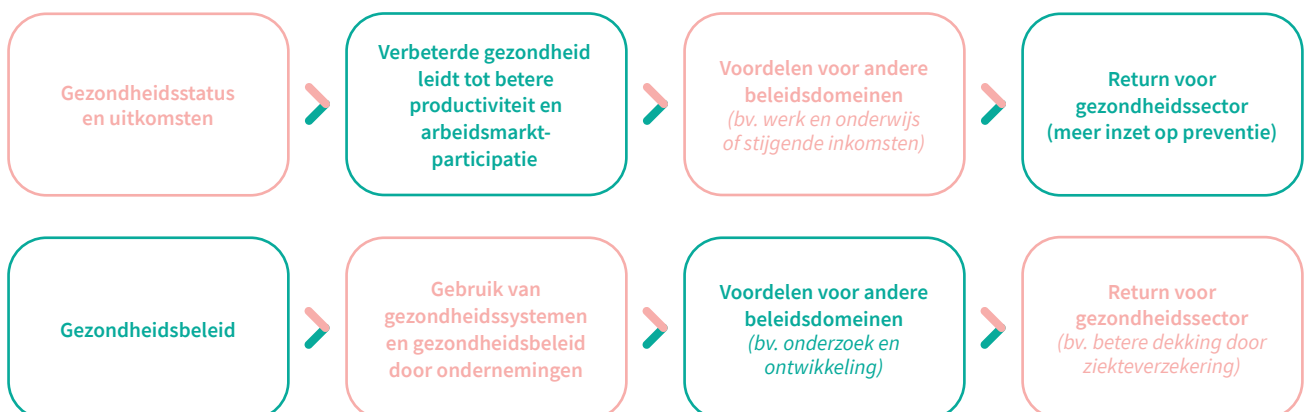 Gezondheidsstatus
en uitkomsten
Verbeterde gezondheid
leidt tot betere
productiviteit en
arbeidsmarkt-
participatie
Voordelen voor andere
beleidsdomeinen
(bv. werk en onderwijs
of stijgende inkomsten)
Return voor
gezondheidssector
(meer inzet op preventie)
Gezondheidsbeleid
Gebruik van
gezondheidssystemen
en gezondheidsbeleid
door ondernemingen
Voordelen voor andere
beleidsdomeinen
(bv. onderzoek en
ontwikkeling)
Return voor
gezondheidssector
(bv. betere dekking door
ziekteverzekering)